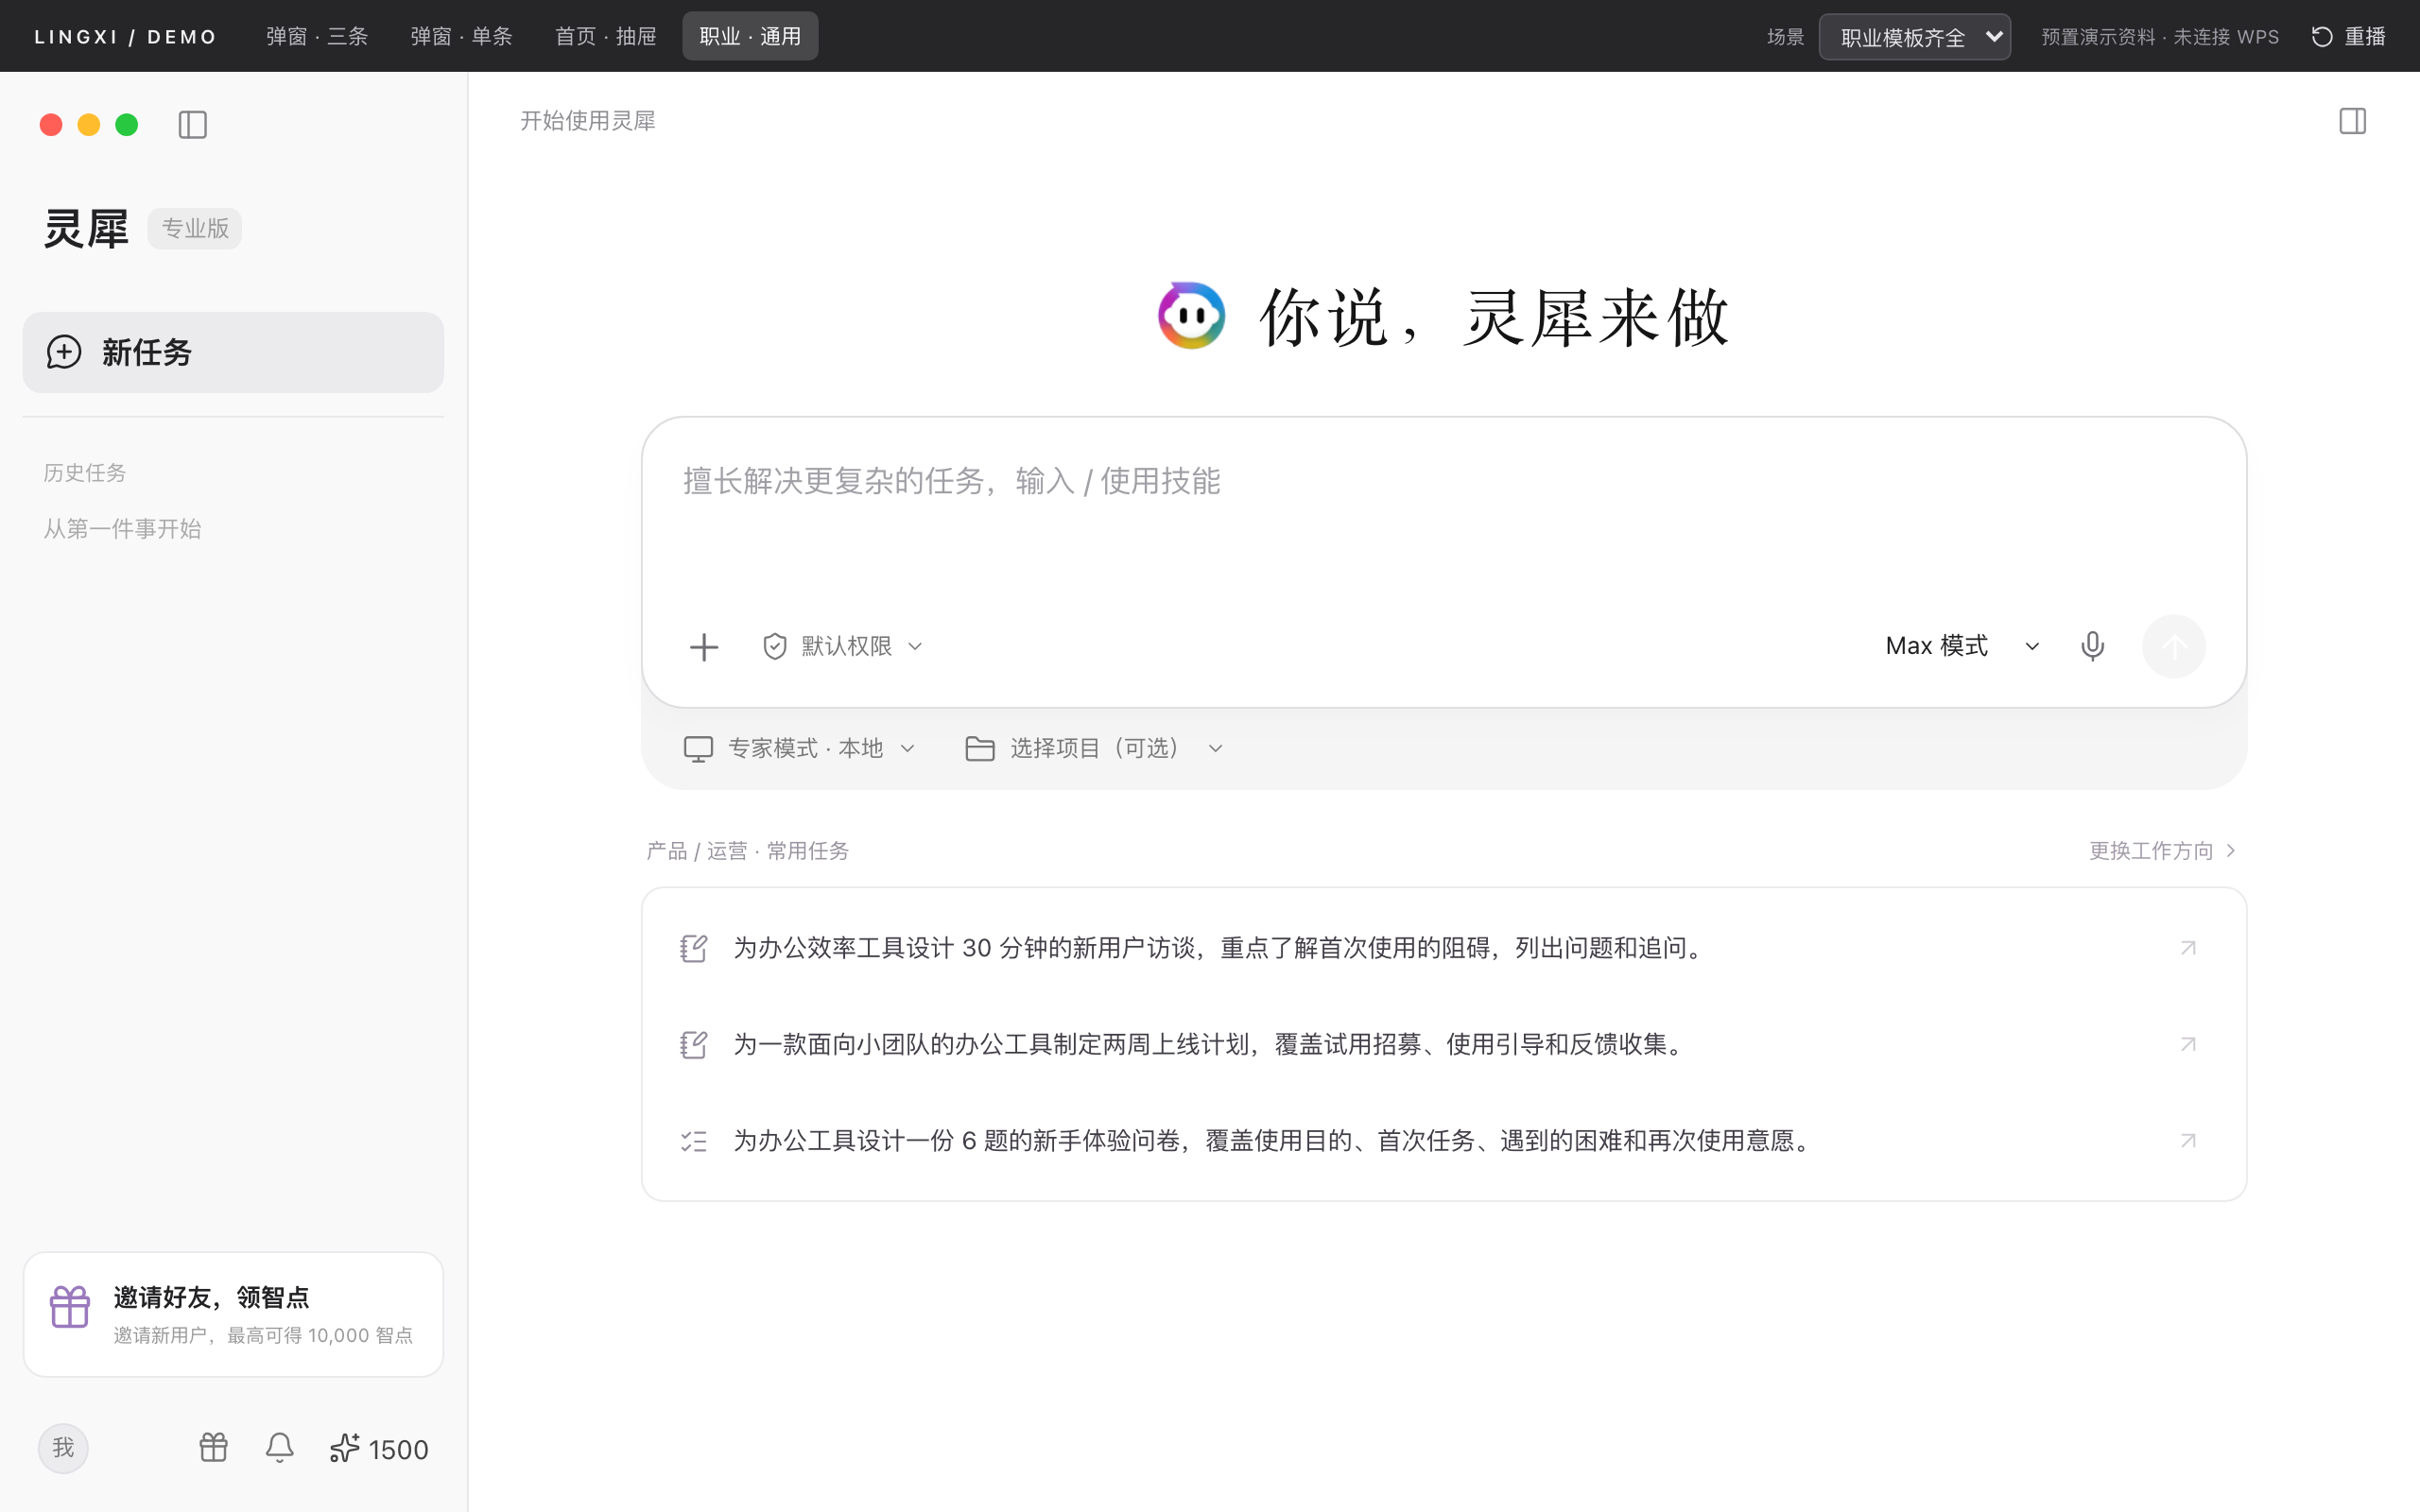 LINGXI / DEMO 弹窗 · 三条 弹窗 · 单条 首页 · 抽屉 职业 · 通用 场景 职业模板齐全 预置演示资料 · 未连接 WPS 重播
开始使用灵犀
灵犀 专业版
新任务
历史任务
从第一件事开始
你说，灵犀来做
擅长解决更复杂的任务，输入 / 使用技能
默认权限 Max 模式
专家模式 · 本地 选择项目（可选）
产品 / 运营 · 常用任务 更换工作方向
为办公效率工具设计 30 分钟的新用户访谈，重点了解首次使用的阻碍，列出问题和追问。
为一款面向小团队的办公工具制定两周上线计划，覆盖试用招募、使用引导和反馈收集。
为办公工具设计一份 6 题的新手体验问卷，覆盖使用目的、首次任务、遇到的困难和再次使用意愿。
邀请好友，领智点
邀请新用户，最高可得 10,000 智点
我 1500